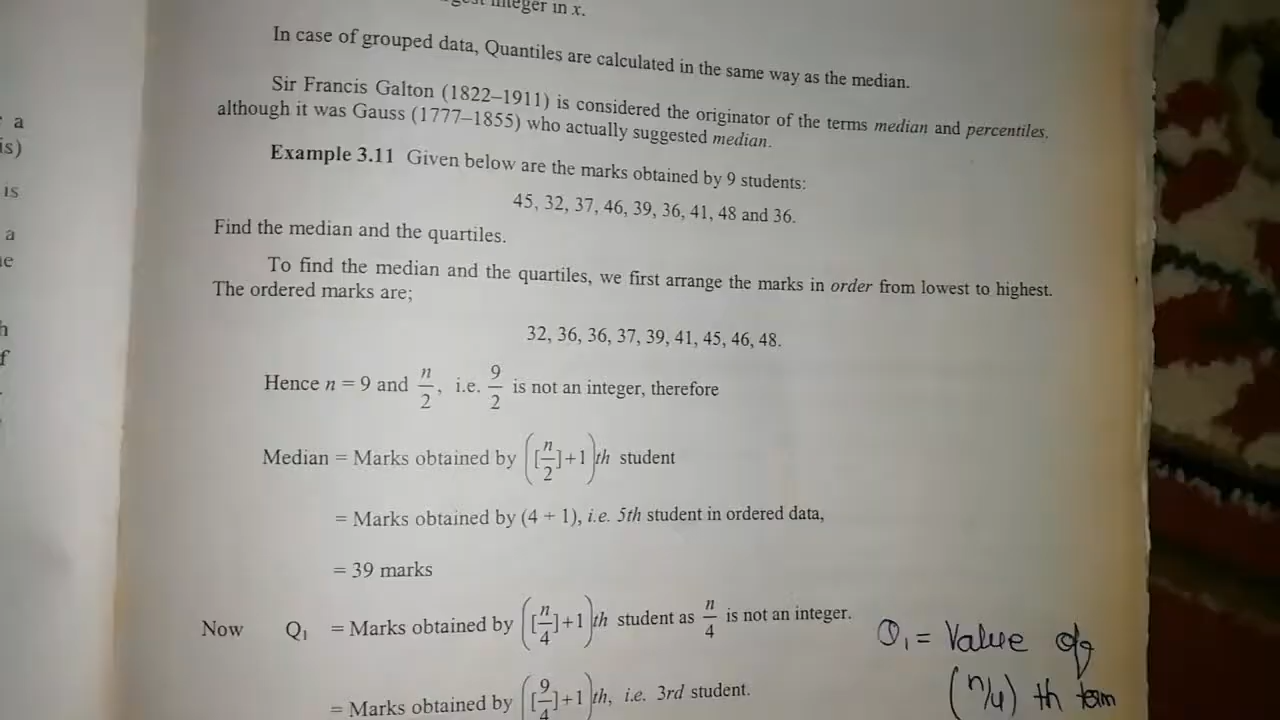 integer in x.
In case of grouped data, Quantiles are calculated in the same way as the median.
Sir Francis Galton (1822–1911) is considered the originator of the terms median and percentiles.
although it was Gauss (1777–1855) who actually suggested median.
Example 3.11 Given below are the marks obtained by 9 students:
45, 32, 37, 46, 39, 36, 41, 48 and 36.
Find the median and the quartiles.
To find the median and the quartiles, we first arrange the marks in order from lowest to highest.
The ordered marks are;
32, 36, 36, 37, 39, 41, 45, 46, 48.
Hence n = 9 and n/2, i.e. 9/2 is not an integer, therefore
Median = Marks obtained by ([n/2]+1)th student
= Marks obtained by (4 + 1), i.e. 5th student in ordered data,
= 39 marks
Now Q₁ = Marks obtained by ([n/4]+1)th student as n/4 is not an integer.
= Marks obtained by ([9/4]+1)th, i.e. 3rd student.
Q₁ = Value of
(n/4) th term
a
is)
is
a
f